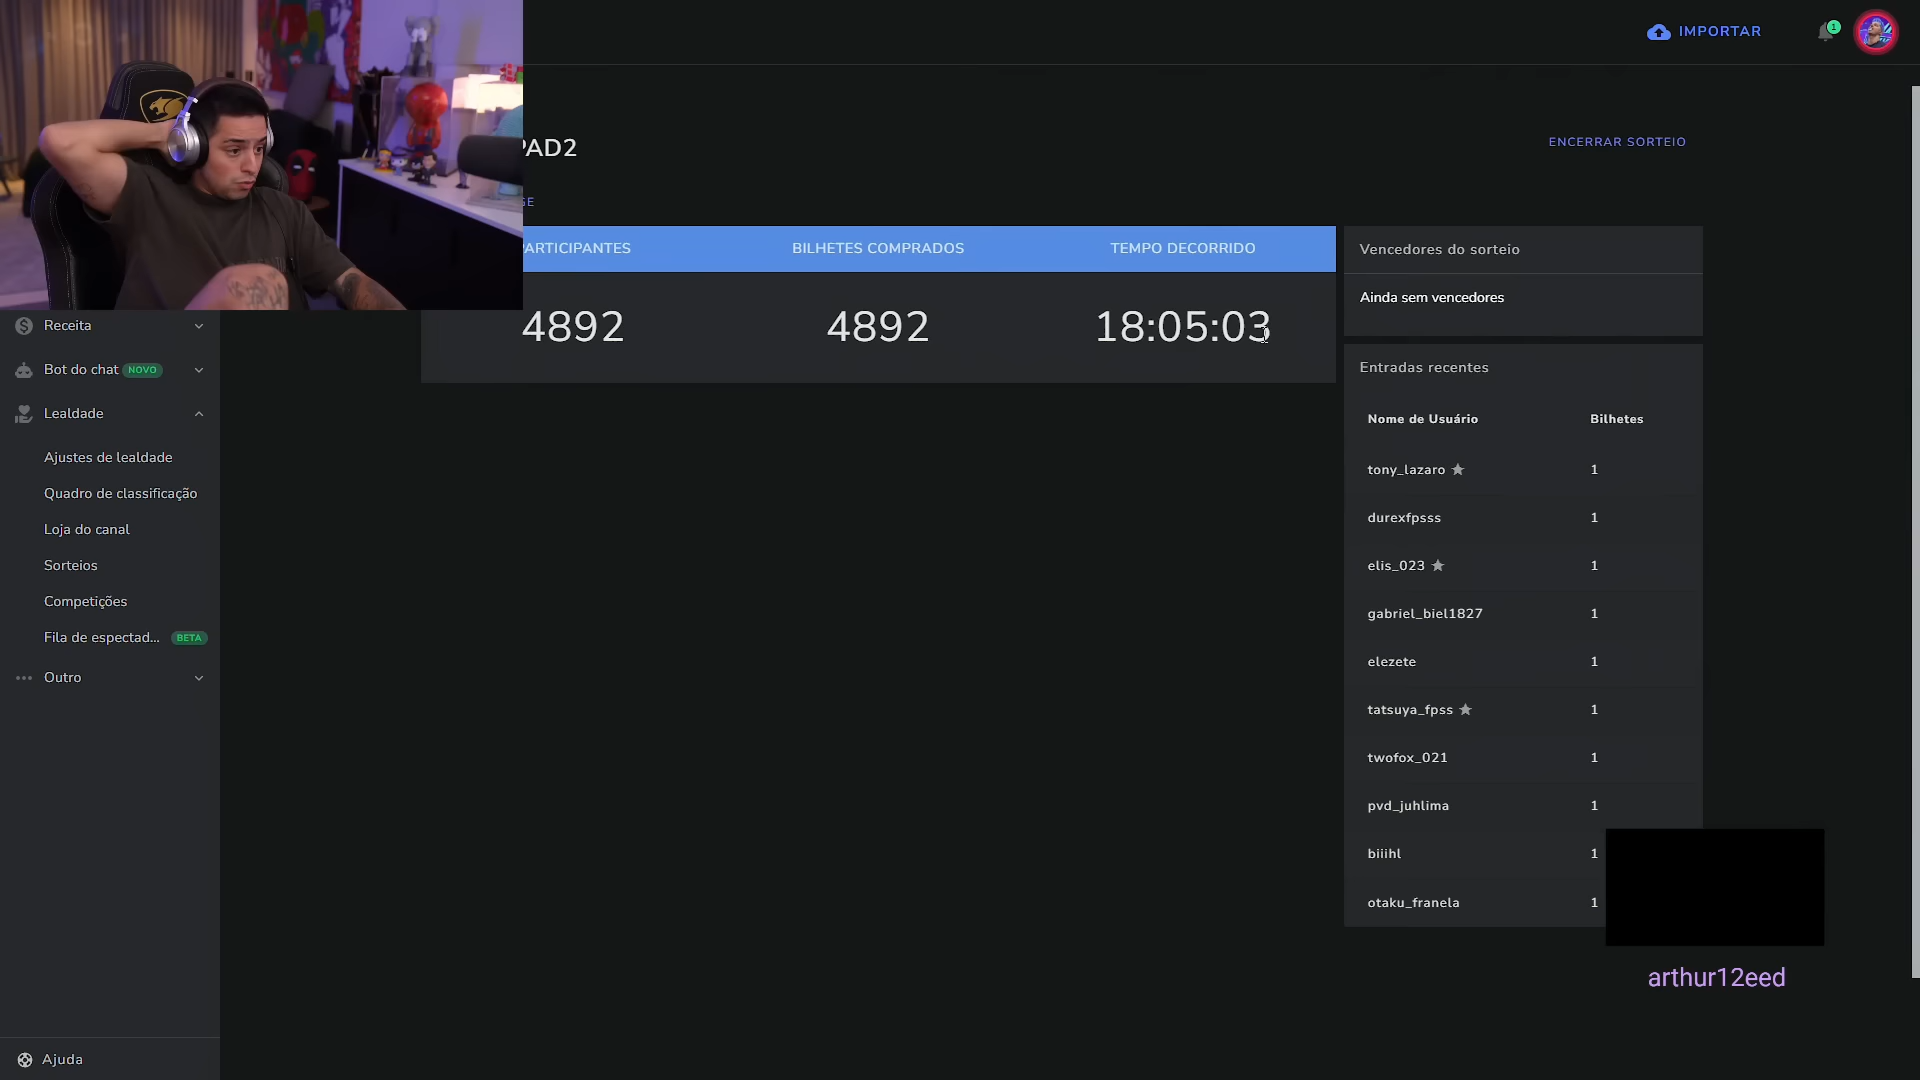 IMPORTAR
1
PAD2
ENCERRAR SORTEIO
GE
PARTICIPANTES
BILHETES COMPRADOS
TEMPO DECORRIDO
4892
4892
18:05:03
Vencedores do sorteio
Ainda sem vencedores
Receita
Bot do chat NOVO
Lealdade
Ajustes de lealdade
Quadro de classificação
Loja do canal
Sorteios
Competições
Fila de espectad... BETA
Outro
Ajuda
Entradas recentes
Nome de Usuário Bilhetes
tony_lazaro ★ 1
durexfpsss 1
elis_023 ★ 1
gabriel_biel1827 1
elezete 1
tatsuya_fpss ★ 1
twofox_021 1
pvd_juhlima 1
biiihl 1
otaku_franela 1
arthur12eed